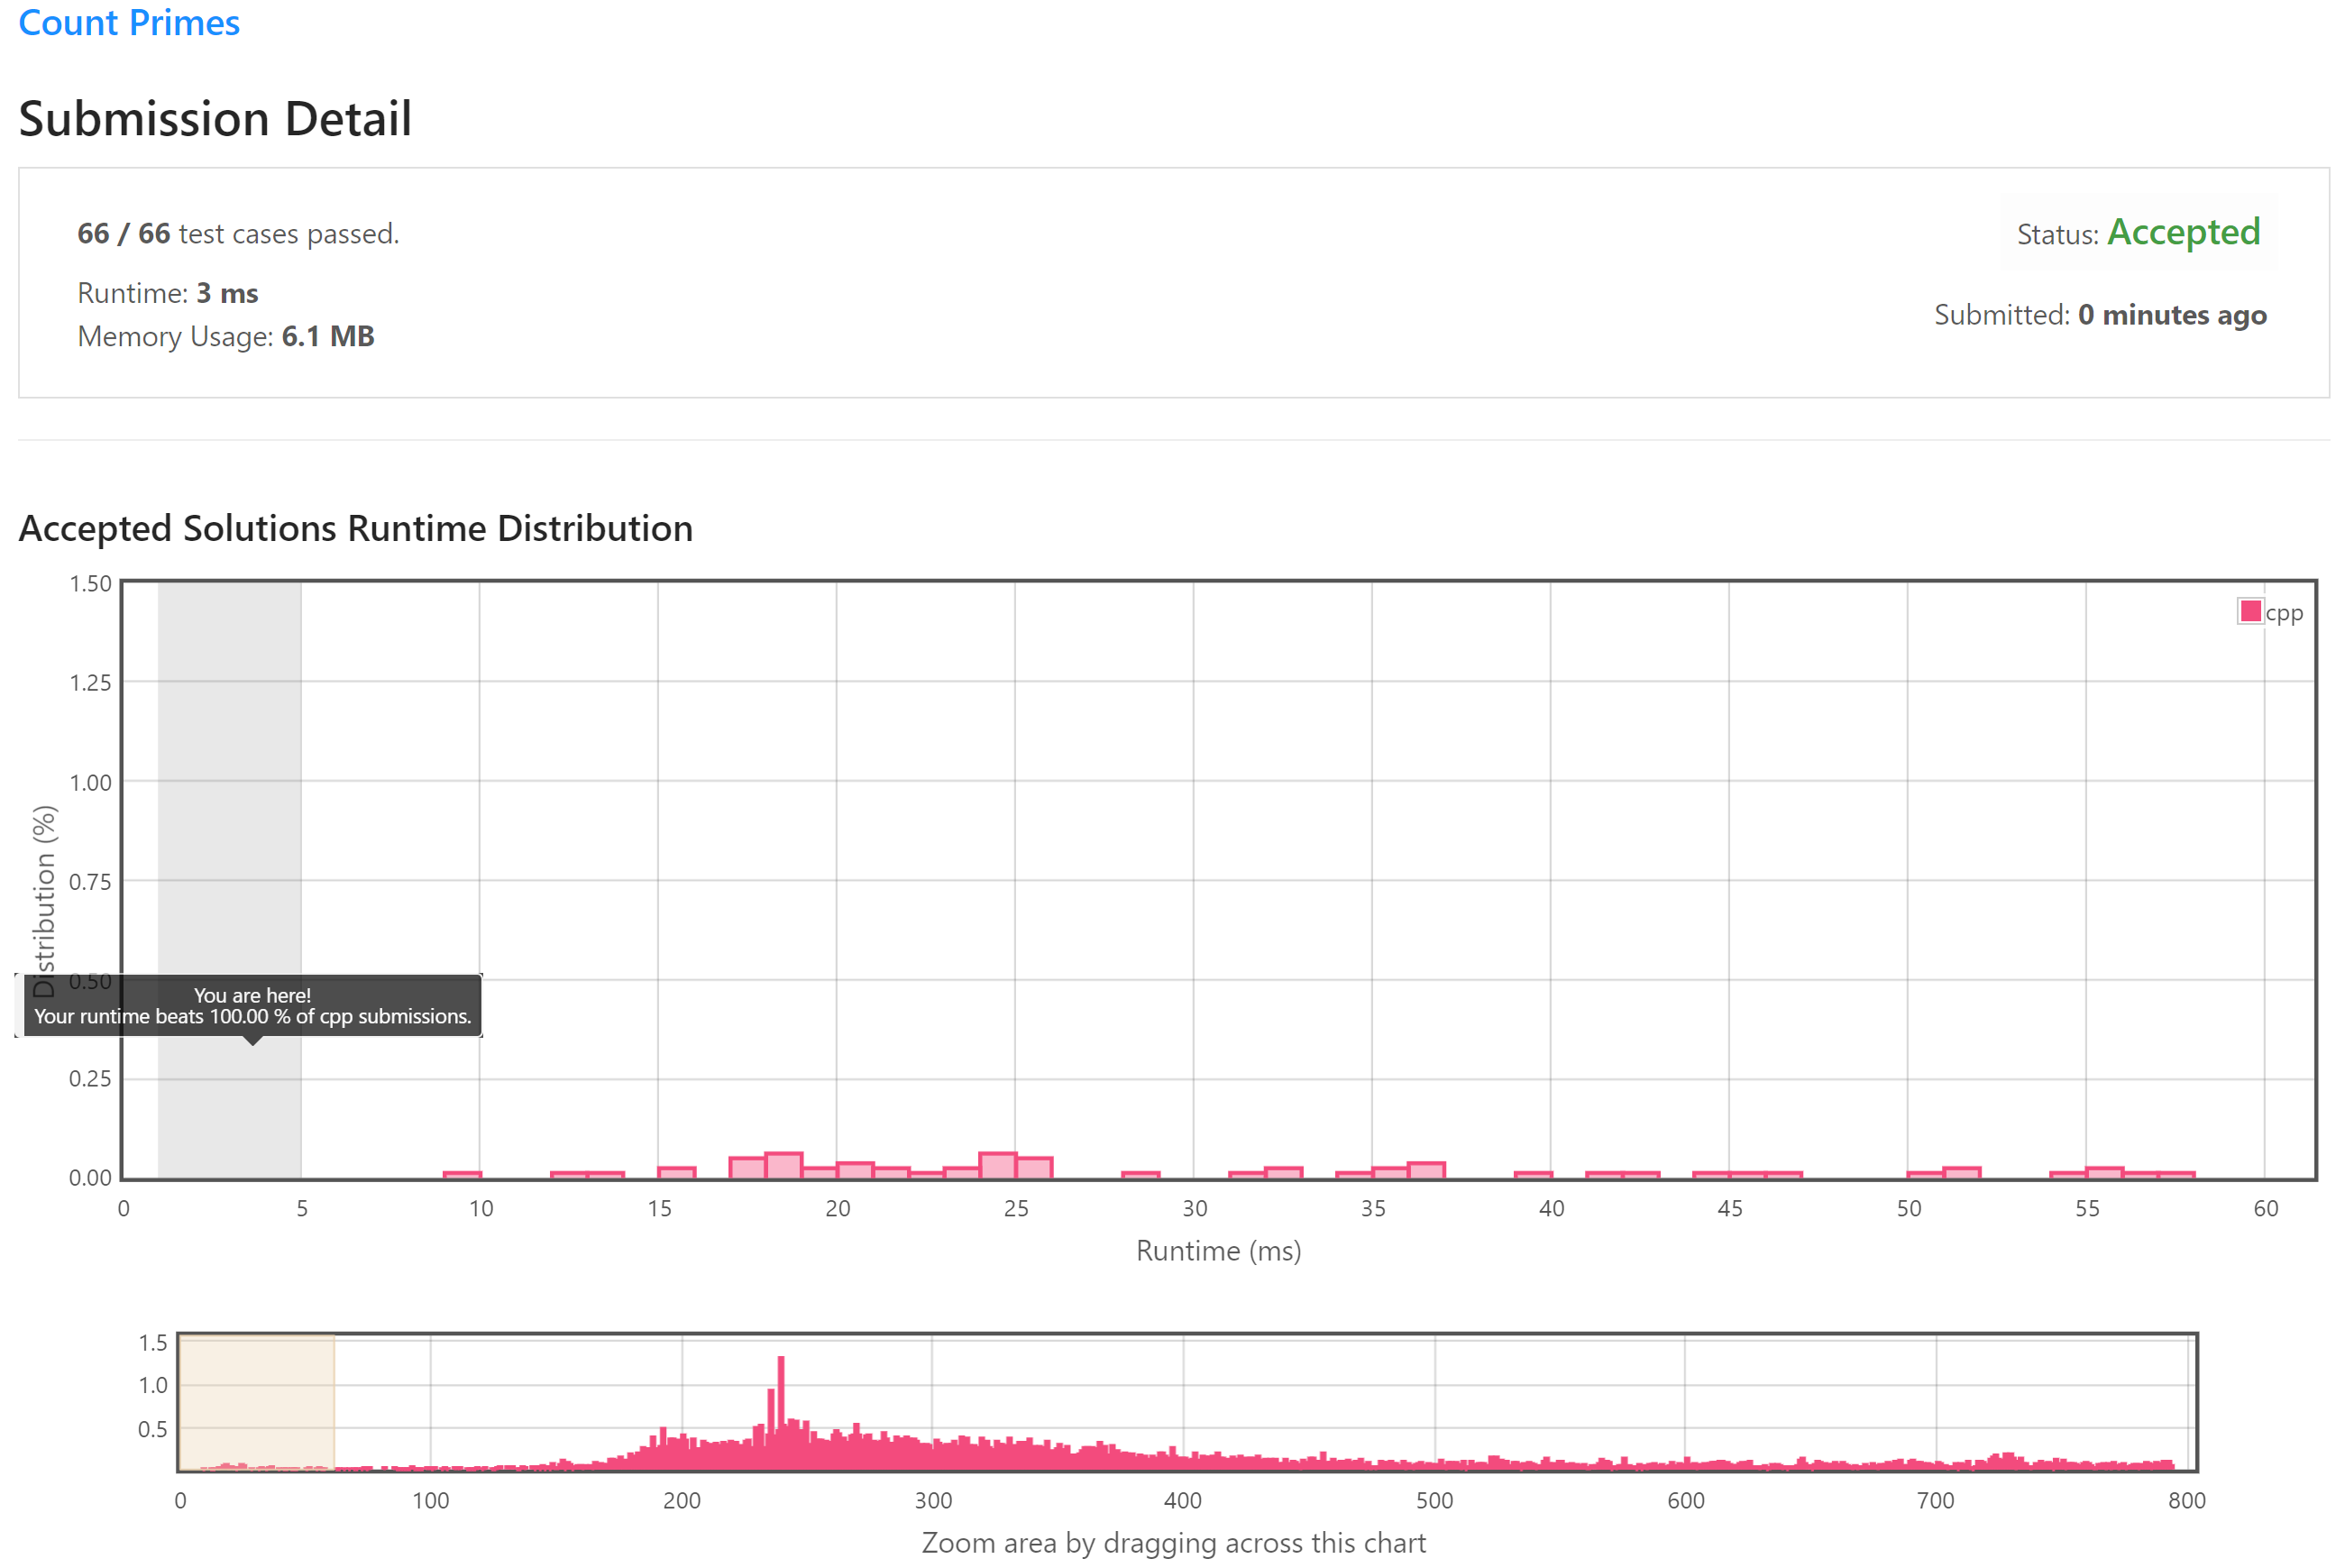 Count Primes
Submission Detail
66 / 66 test cases passed.
Status: Accepted
Runtime: 3 ms
Submitted: 0 minutes ago
Memory Usage: 6.1 MB
Accepted Solutions Runtime Distribution
1.50
cpp
1.25
1.00
0.75
Distribution (%)
0.50
You are here!
Your runtime beats 100.00 % of cpp submissions.
0.25
0.00
0 5 10 15 20 25 30 35 40 45 50 55 60
Runtime (ms)
1.5
1.0
0.5
0 100 200 300 400 500 600 700 800
Zoom area by dragging across this chart